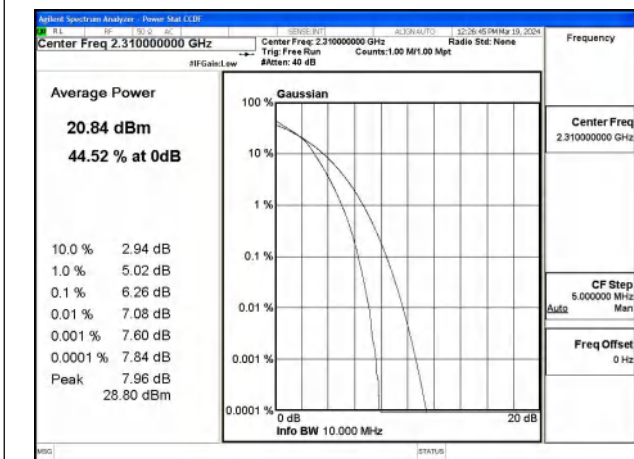 Agilent Spectrum Analyzer - Power Stat CCDF
RL RF 50 Ω AC SENSE:INT ALIGNAUTO 12:26:45 PM Mar 19, 2024
Center Freq 2.310000000 GHz
Center Freq: 2.310000000 GHz
Radio Std: None
Trig: Free Run Counts:1.00 M/1.00 Mpt
#IFGain:Low #Atten: 40 dB
Frequency
Average Power
20.84 dBm
44.52 % at 0dB
10.0 % 2.94 dB
1.0 % 5.02 dB
0.1 % 6.26 dB
0.01 % 7.08 dB
0.001 % 7.60 dB
0.0001 % 7.84 dB
Peak 7.96 dB
28.80 dBm
Gaussian
100 %
10 %
1 %
0.1 %
0.01 %
0.001 %
0.0001 %
0 dB 20 dB
Info BW 10.000 MHz
Center Freq
2.310000000 GHz
CF Step
5.000000 MHz
Auto Man
Freq Offset
0 Hz
MSG STATUS